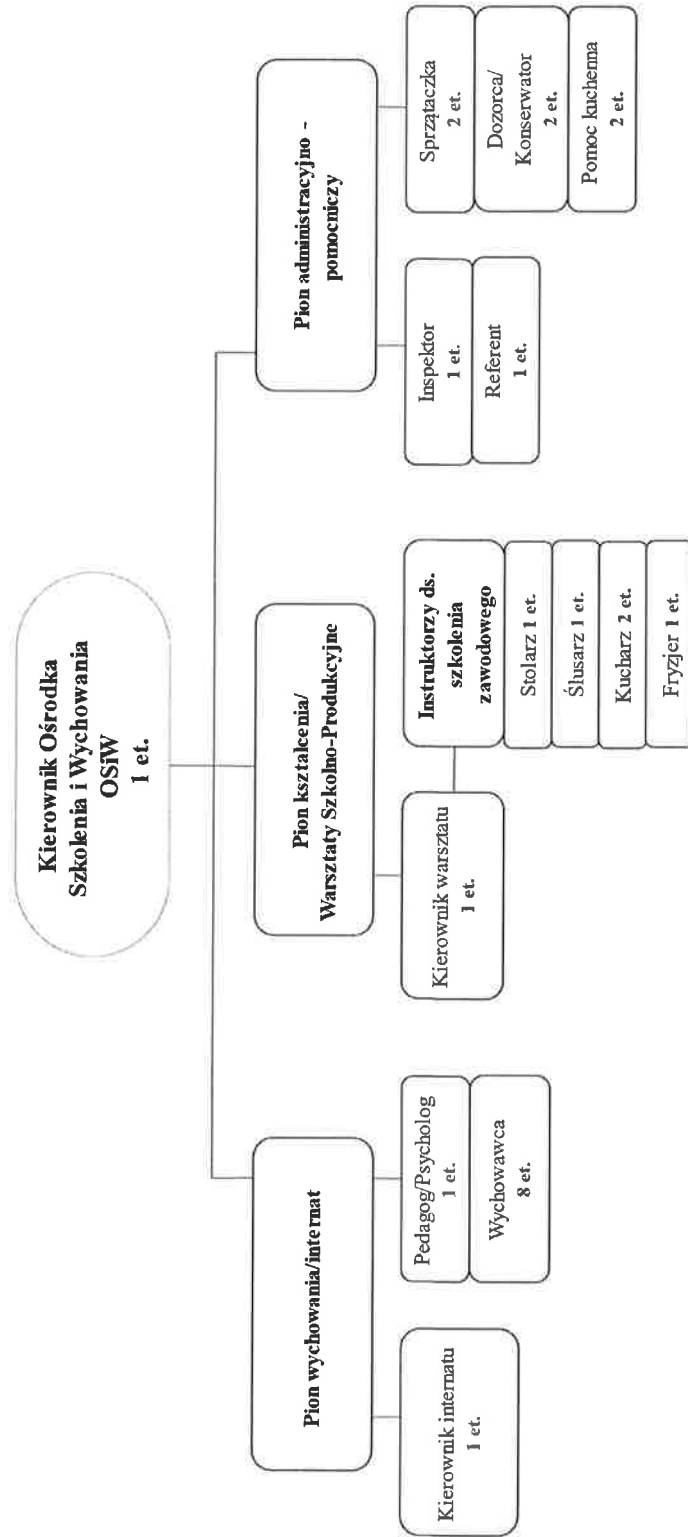 Kierownik Ośrodka
Szkolenia i Wychowania
OSiW
1 et.
Pion wychowania/internat
Kierownik internatu
1 et.
Pedagog/Psycholog
1 et.
Wychowawca
8 et.
Pion kształcenia/
Warsztaty Szkolno-Produkcyjne
Kierownik warsztatu
1 et.
Instruktorzy ds.
szkolenia
zawodowego
Stolarz 1 et.
Ślusarz 1 et.
Kucharz 2 et.
Fryzjer 1 et.
Pion administracyjno -
pomocniczy
Inspektor
1 et.
Referent
1 et.
Sprzątaczka
2 et.
Dozorca/
Konserwator
2 et.
Pomoc kuchenna
2 et.